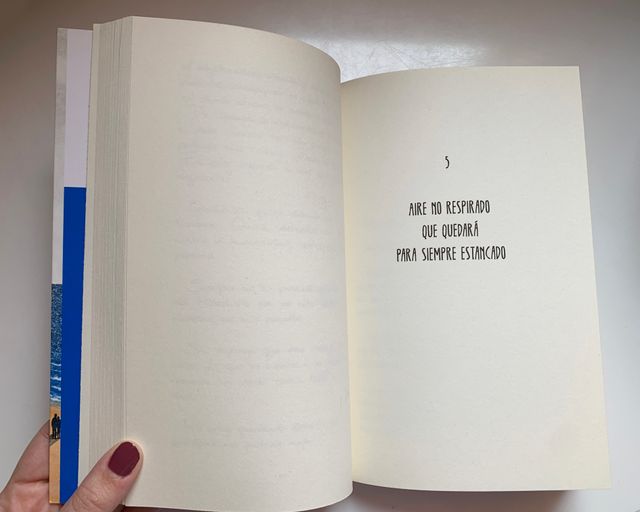 5
AIRE NO RESPIRADO
QUE QUEDARÁ
PARA SIEMPRE ESTANCADO